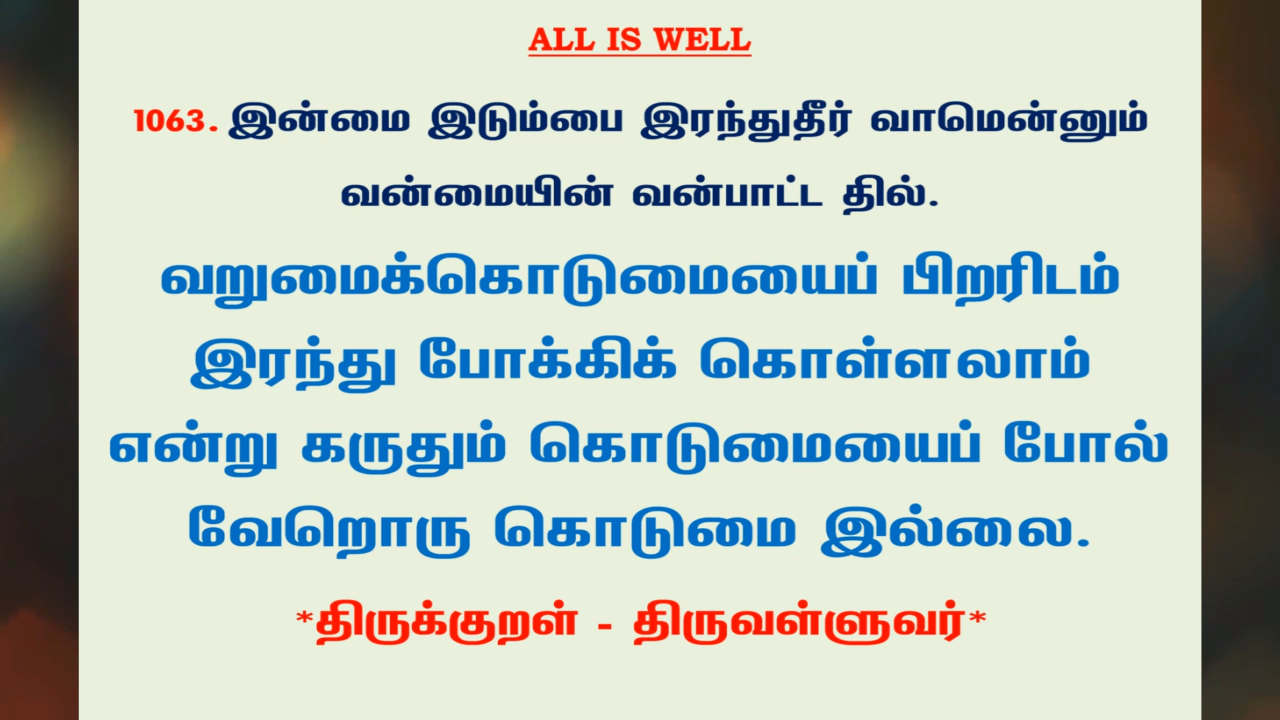 ALL IS WELL
1063. இன்மை இடும்பை இரந்துதீர் வாமென்னும்
வன்மையின் வன்பாட்ட தில்.
வறுமைக்கொடுமையைப் பிறரிடம்
இரந்து போக்கிக் கொள்ளலாம்
என்று கருதும் கொடுமையைப் போல்
வேறொரு கொடுமை இல்லை.
*திருக்குறள் - திருவள்ளுவர்*